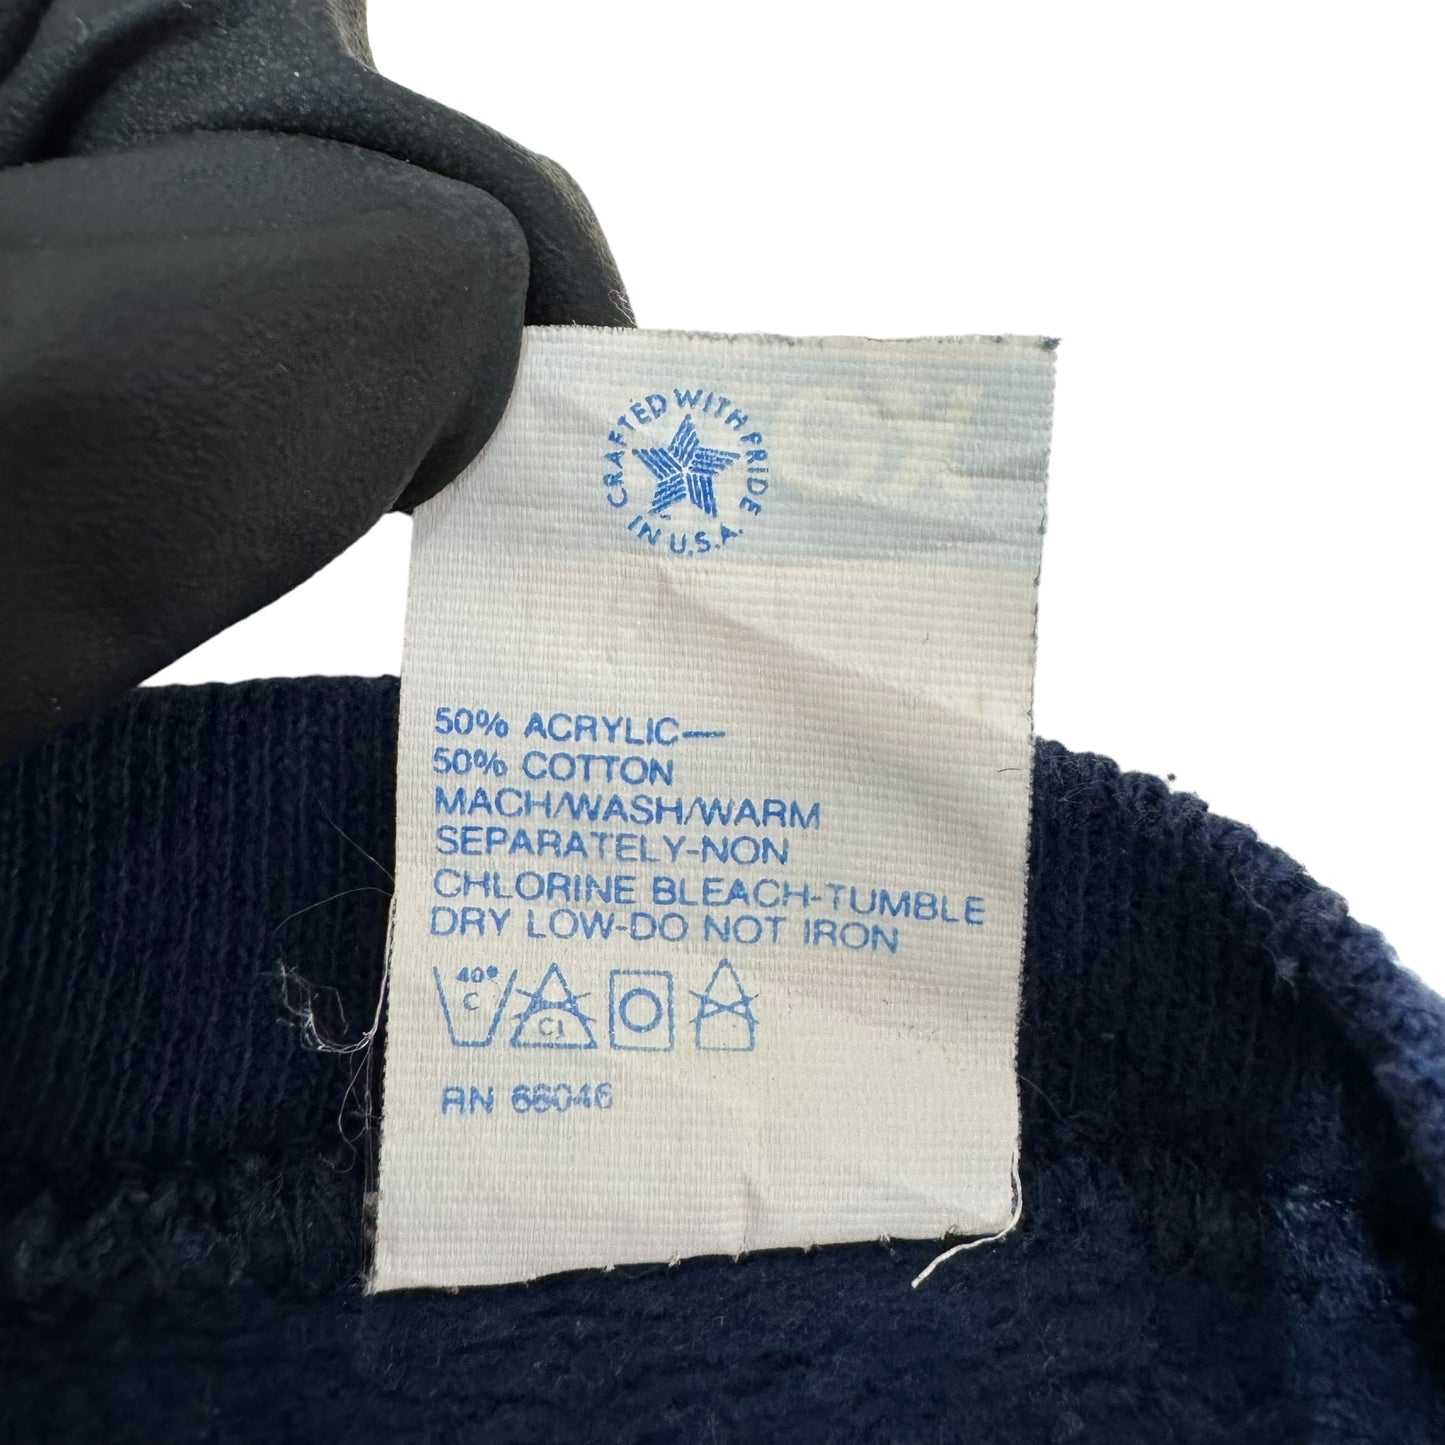 CRAFTED WITH PRIDE
IN U.S.A.
50% ACRYLIC—
50% COTTON
MACH/WASH/WARM
SEPARATELY-NON
CHLORINE BLEACH-TUMBLE
DRY LOW-DO NOT IRON
40°
C
CL
RN 66046